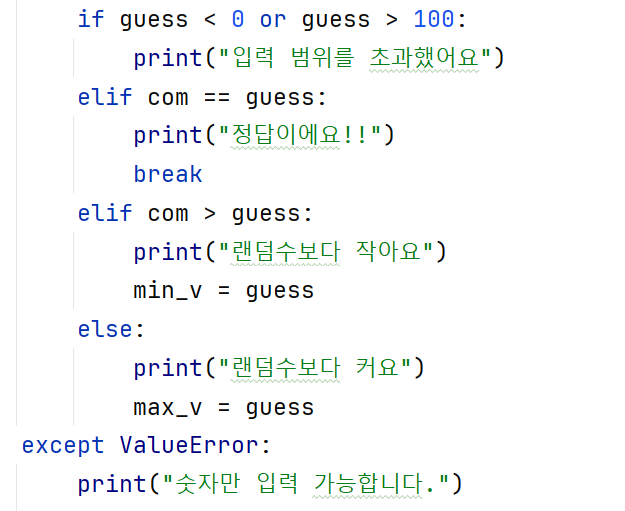 if guess < 0 or guess > 100:
print("입력 범위를 초과했어요")
elif com == guess:
print("정답이에요!!")
break
elif com > guess:
print("랜덤수보다 작아요")
min_v = guess
else:
print("랜덤수보다 커요")
max_v = guess
except ValueError:
print("숫자만 입력 가능합니다.")